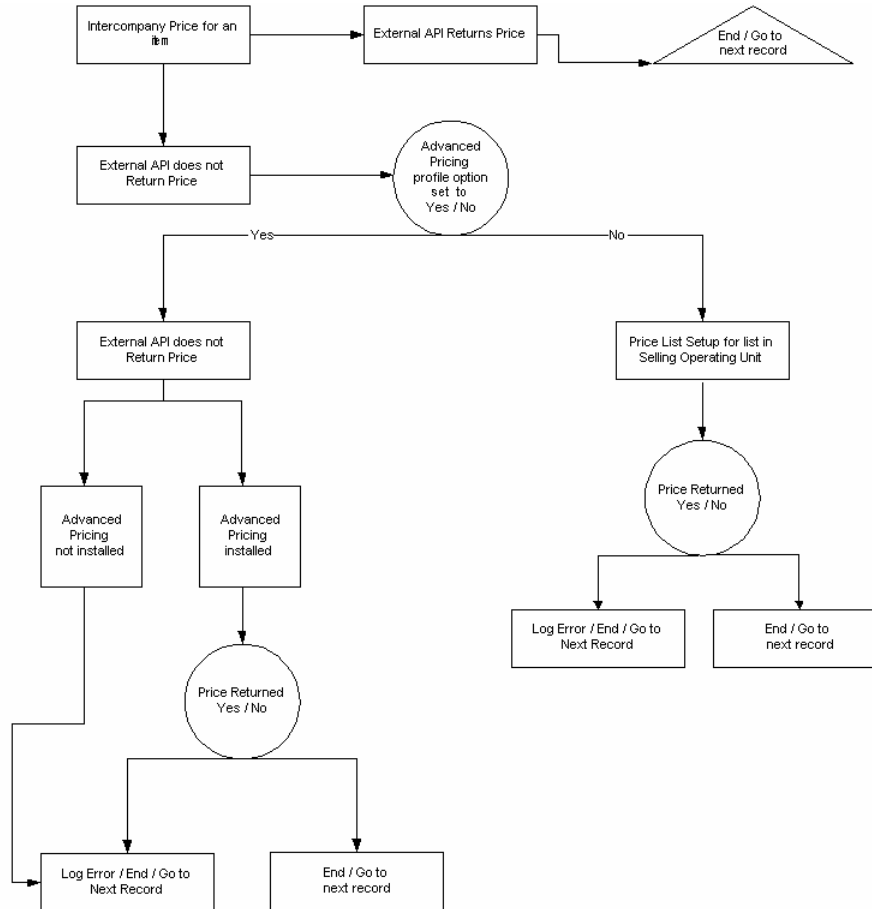 Intercompany Price for an
item
External API Returns Price
End / Go to
next record
External API does not
Return Price
Advanced
Pricing
profile option
set to
Yes / No
Yes
No
External API does not
Return Price
Price List Setup for list in
Selling Operating Unit
Advanced
Pricing
not installed
Advanced
Pricing
installed
Price Returned
Yes / No
Log Error / End / Go to
Next Record
End / Go to
next record
Price Returned
Yes / No
Log Error / End / Go to
Next Record
End / Go to
next record